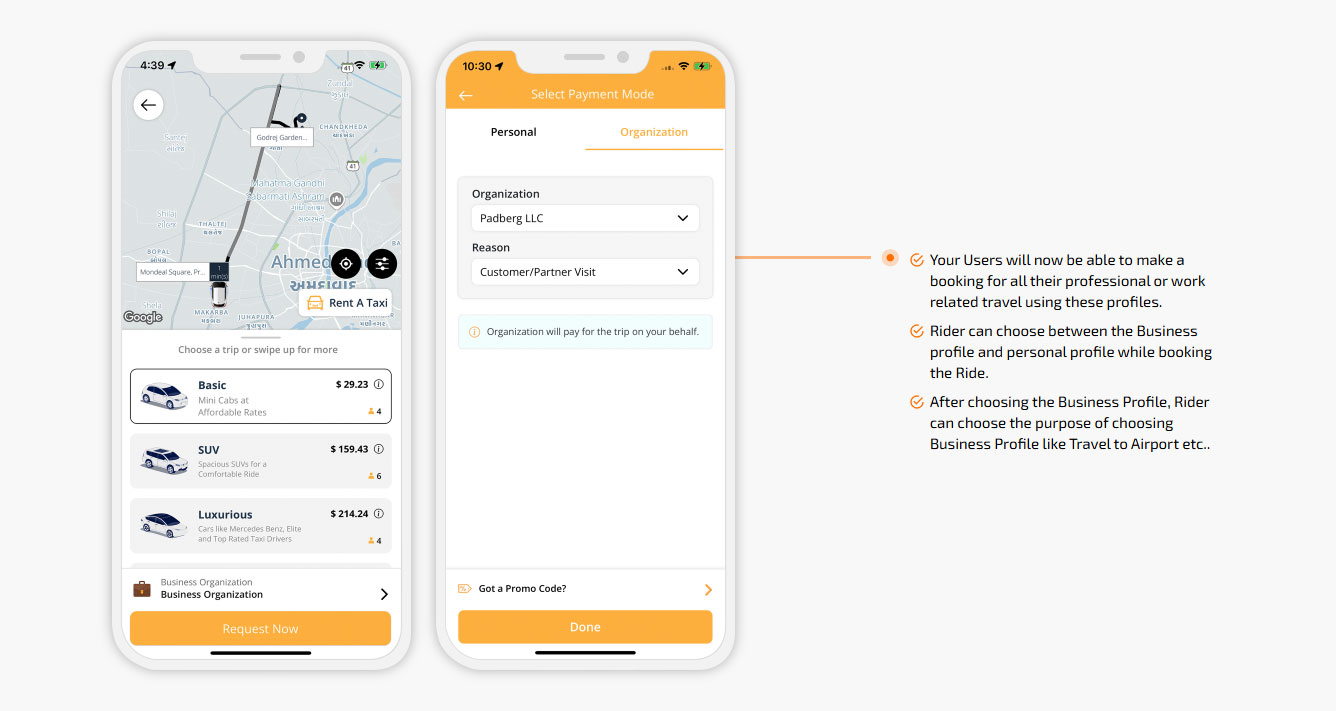 4:39
41
Zundal
ઝુંડાલ
CHANDKHEDA
ચાંદખેડા
Godrej Garden...
41
Mahatma Gandhi
Sabarmati Ashram
Shilaj
શીલજ
THALTEJ
થલતેજ
BOPAL
બોપલ
Ahmed
અમદાવાદ
Mondeal Square, Pr...
1
min(s)
Rent A Taxi
MAKARBA
મકરબા
JUHAPURA
જુહાપુરા
Google
Choose a trip or swipe up for more
Basic
$ 29.23
Mini Cabs at
Affordable Rates
4
SUV
$ 159.43
Spacious SUVs for a
Comfortable Ride
6
Luxurious
$ 214.24
Cars like Mercedes Benz, Elite
and Top Rated Taxi Drivers
4
Business Organization
Business Organization
Request Now
10:30
Select Payment Mode
Personal
Organization
Organization
Padberg LLC
Reason
Customer/Partner Visit
Organization will pay for the trip on your behalf.
Got a Promo Code?
Done
Your Users will now be able to make a
booking for all their professional or work
related travel using these profiles.
Rider can choose between the Business
profile and personal profile while booking
the Ride.
After choosing the Business Profile, Rider
can choose the purpose of choosing
Business Profile like Travel to Airport etc..